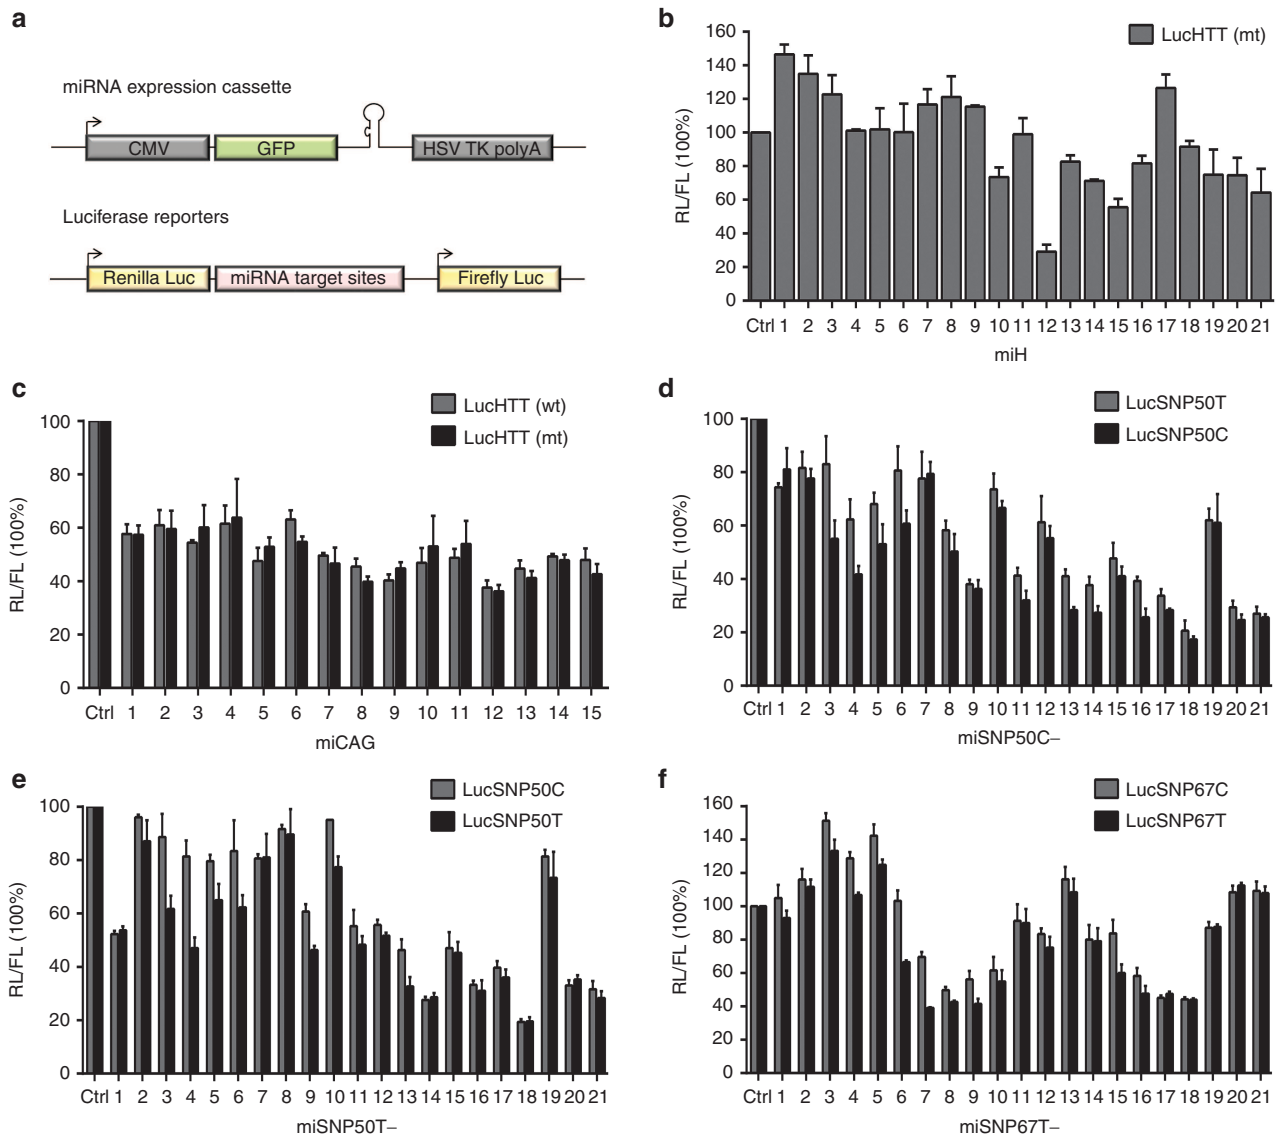 a
miRNA expression cassette
CMV
GFP
HSV TK polyA
Luciferase reporters
Renilla Luc
miRNA target sites
Firefly Luc
b
LucHTT (mt)
RL/FL (100%)
160
140
120
100
80
60
40
20
0
Ctrl 1 2 3 4 5 6 7 8 9 10 11 12 13 14 15 16 17 18 19 20 21
miH
c
LucHTT (wt)
LucHTT (mt)
RL/FL (100%)
100
80
60
40
20
0
Ctrl 1 2 3 4 5 6 7 8 9 10 11 12 13 14 15
miCAG
d
LucSNP50T
LucSNP50C
RL/FL (100%)
100
80
60
40
20
0
Ctrl 1 2 3 4 5 6 7 8 9 10 11 12 13 14 15 16 17 18 19 20 21
miSNP50C–
e
LucSNP50C
LucSNP50T
RL/FL (100%)
100
80
60
40
20
0
Ctrl 1 2 3 4 5 6 7 8 9 10 11 12 13 14 15 16 17 18 19 20 21
miSNP50T–
f
LucSNP67C
LucSNP67T
RL/FL (100%)
160
140
120
100
80
60
40
20
0
Ctrl 1 2 3 4 5 6 7 8 9 10 11 12 13 14 15 16 17 18 19 20 21
miSNP67T–